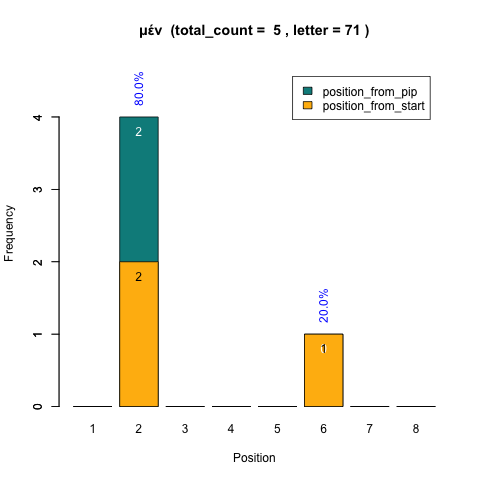 μέν (total_count = 5 , letter = 71 )
80.0%
position_from_pip
position_from_start
4
2
3
Frequency
2
2
20.0%
1
1
0
1 2 3 4 5 6 7 8
Position